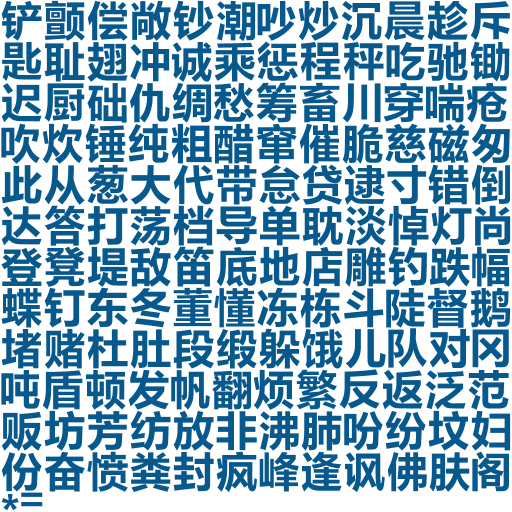 铲颤偿敞钞潮吵炒沉晨趁斥
匙耻翅冲诚乘惩程秤吃驰锄
迟厨础仇绸愁筹畜川穿喘疮
吹炊锤纯粗醋窜催脆慈磁匆
此从葱大代带怠贷逮寸错倒
达答打荡档导单耽淡悼灯尚
登凳堤敌笛底地店雕钓跌幅
蝶钉东冬董懂冻栋斗陡督鹅
堵赌杜肚段缎躲饿儿队对冈
吨盾顿发帆翻烦繁反返泛范
贩坊芳纺放非沸肺吩纷坟妇
份奋愤粪封疯峰逢讽佛肤阁
*=